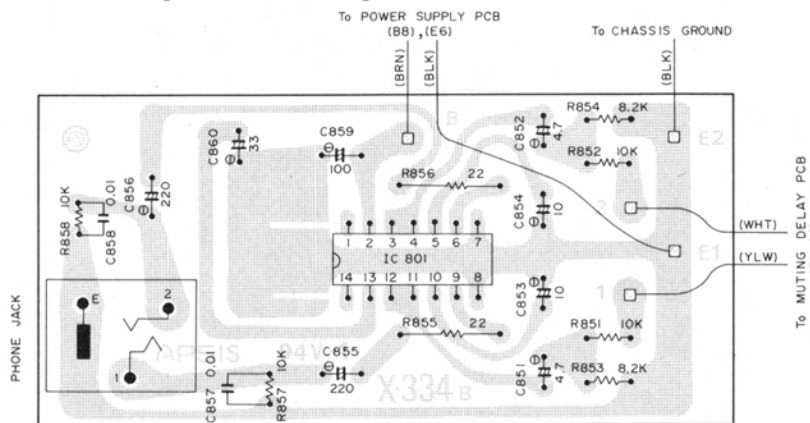 To POWER SUPPLY PCB
(B8),(E6)
To CHASSIS GROUND
(BRN)
(BLK)
(BLK)
B
R854 8.2K
C852 4.7
E2
C860 33
C859
100
R852 10K
R858 10K
0.01 C858
C856 220
R856 22
C854 10
2
(WHT)
To MUTING DELAY PCB
1 2 3 4 5 6 7
IC 801
14 13 12 11 10 9 8
E1
(YLW)
C853 10
1
PHONE JACK
E
2
1
R855 22
R851 10K
APSIS 94V-
C857 0.01
10K R857
C855
220
X-334 B
C851 4.7
R853 8.2K